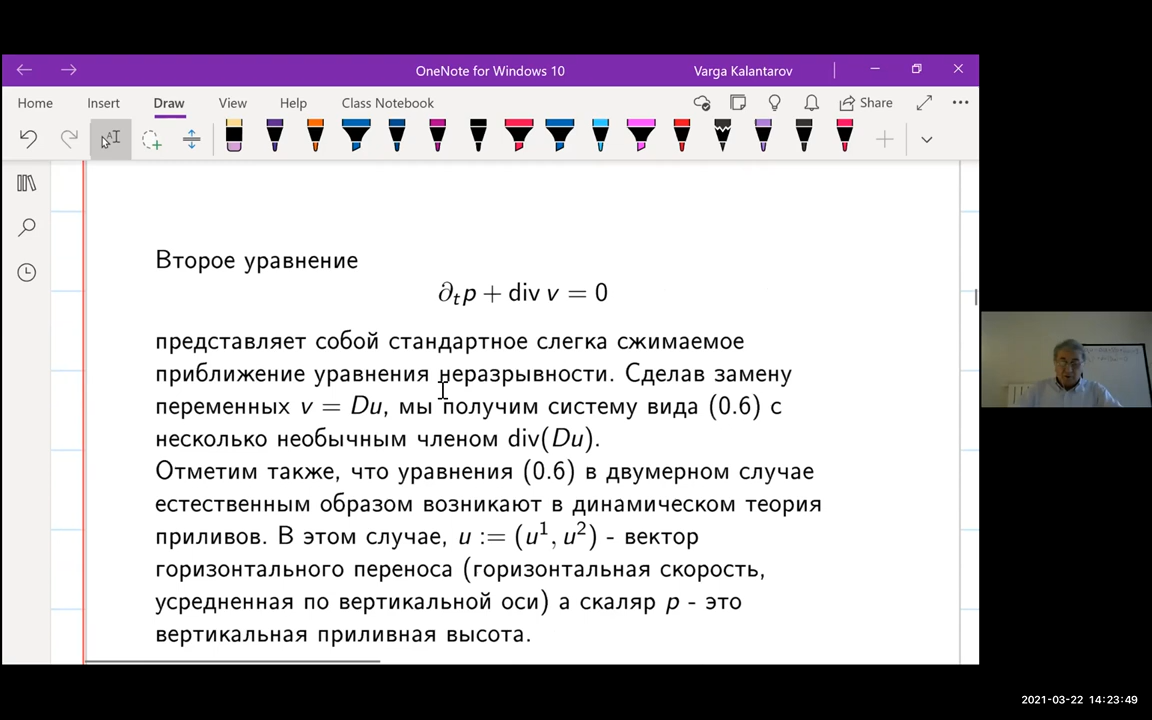 OneNote for Windows 10
Varga Kalantarov
Home Insert Draw View Help Class Notebook Share
Второе уравнение
∂ₜp + div v = 0
представляет собой стандартное слегка сжимаемое
приближение уравнения неразрывности. Сделав замену
переменных v = Du, мы получим систему вида (0.6) с
несколько необычным членом div(Du).
Отметим также, что уравнения (0.6) в двумерном случае
естественным образом возникают в динамическом теория
приливов. В этом случае, u := (u¹, u²) - вектор
горизонтального переноса (горизонтальная скорость,
усредненная по вертикальной оси) а скаляр p - это
вертикальная приливная высота.
2021-03-22 14:23:49